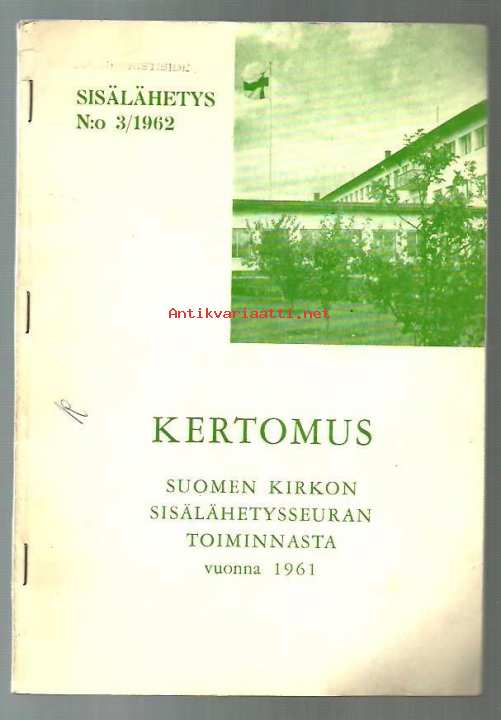 SISÄLÄHETYS
N:o 3/1962
Antikvariaatti.net
KERTOMUS
SUOMEN KIRKON
SISÄLÄHETYSSEURAN
TOIMINNASTA
vuonna 1961